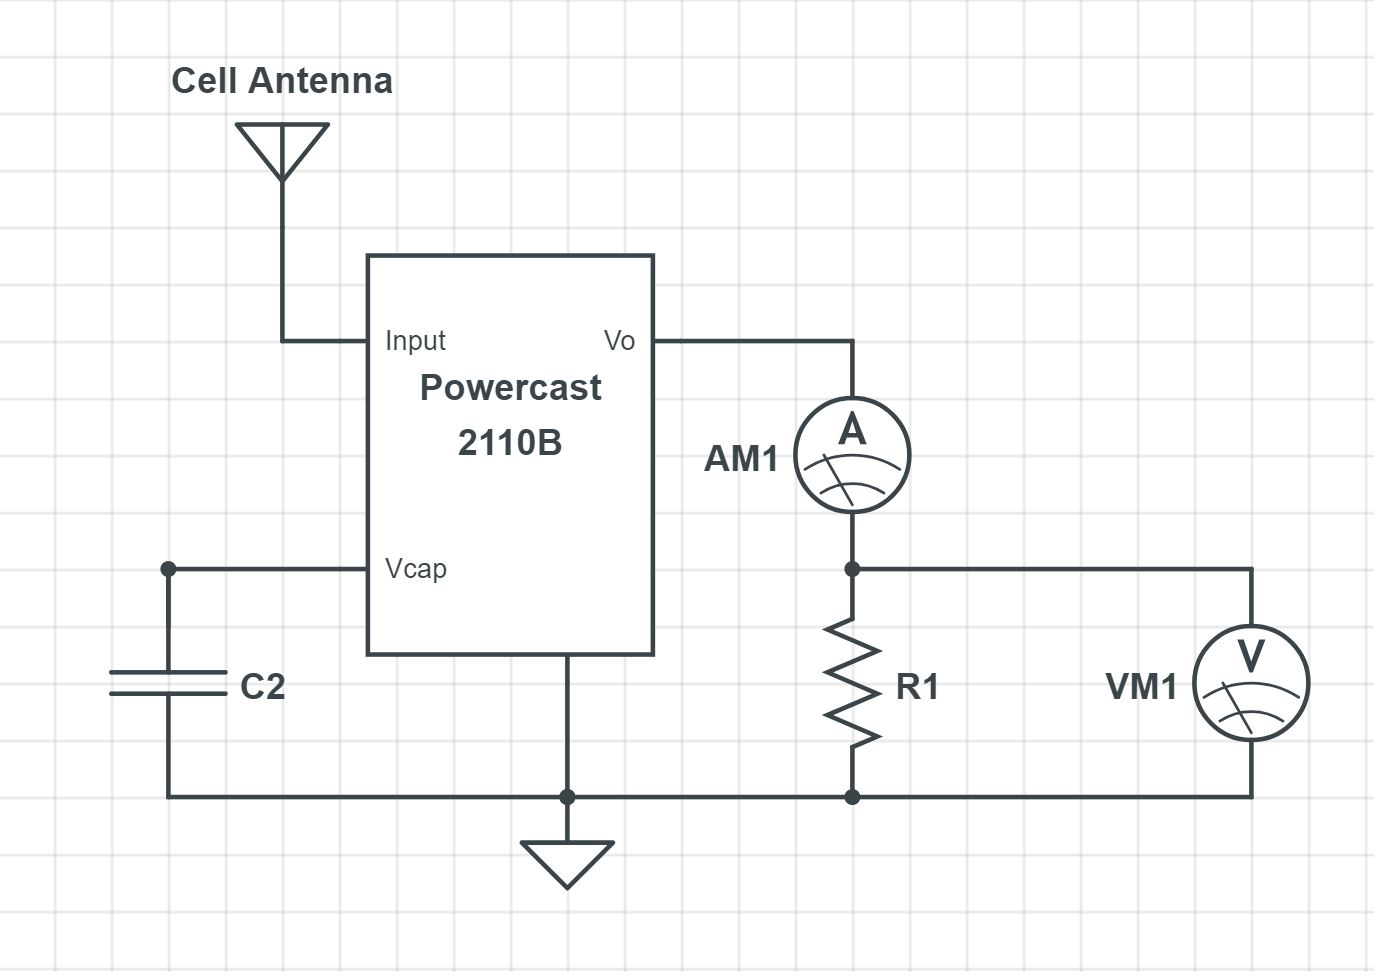 Cell Antenna
Input
Vo
Powercast
2110B
A
AM1
Vcap
V
C2
R1
VM1